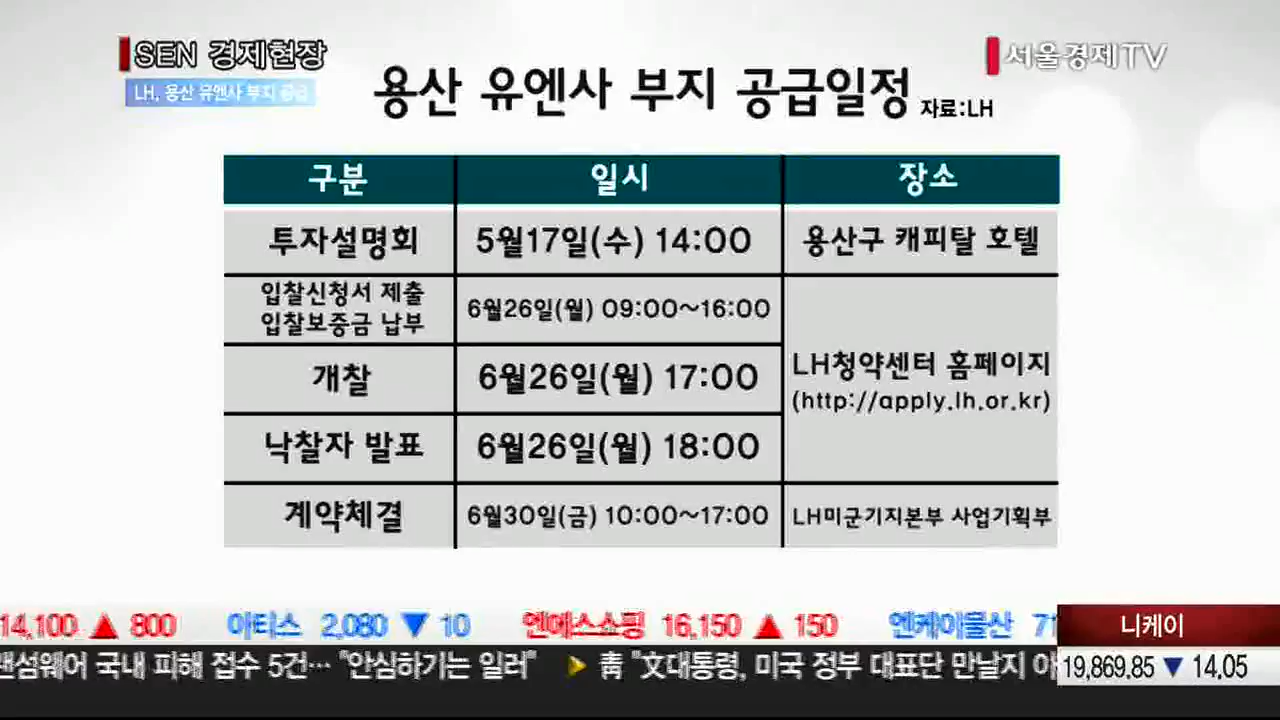 SEN 경제현장
서울경제TV
LH, 용산 유엔사 부지 공급
용산 유엔사 부지 공급일정 자료:LH
구분 일시 장소
투자설명회 5월17일(수) 14:00 용산구 캐피탈 호텔
입찰신청서 제출
입찰보증금 납부
6월26일(월) 09:00~16:00
개찰 6월26일(월) 17:00
LH청약센터 홈페이지
(http://apply.lh.or.kr)
낙찰자 발표 6월26일(월) 18:00
계약체결 6월30일(금) 10:00~17:00 LH미군기지본부 사업기획부
14,100 ▲ 800 아티스 2,080 ▼ 10 엔에스쇼핑 16,150 ▲ 150 엔케이물산 71
니케이
랜섬웨어 국내 피해 접수 5건… "안심하기는 일러" ▶ 靑 "文대통령, 미국 정부 대표단 만날지
19,869.85 ▼ 14.05